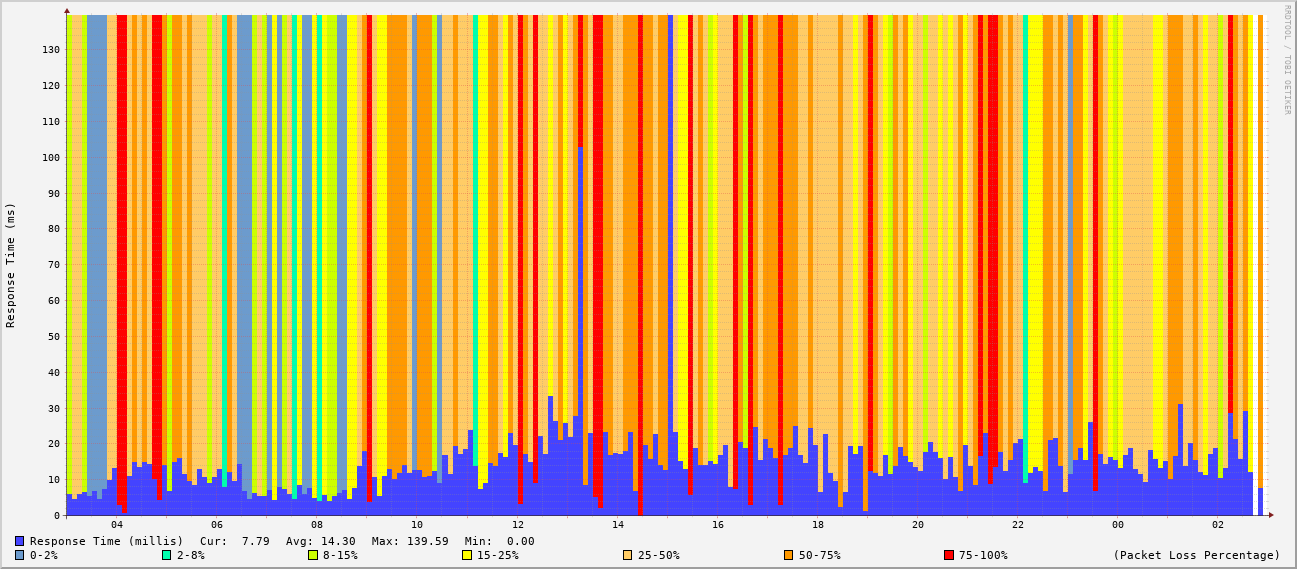 RRDTOOL / TOBI OETIKER
Response Time (ms)
130
120
110
100
90
80
70
60
50
40
30
20
10
0
04 06 08 10 12 14 16 18 20 22 00 02
Response Time (millis) Cur: 7.79 Avg: 14.30 Max: 139.59 Min: 0.00
0-2% 2-8% 8-15% 15-25% 25-50% 50-75% 75-100% (Packet Loss Percentage)